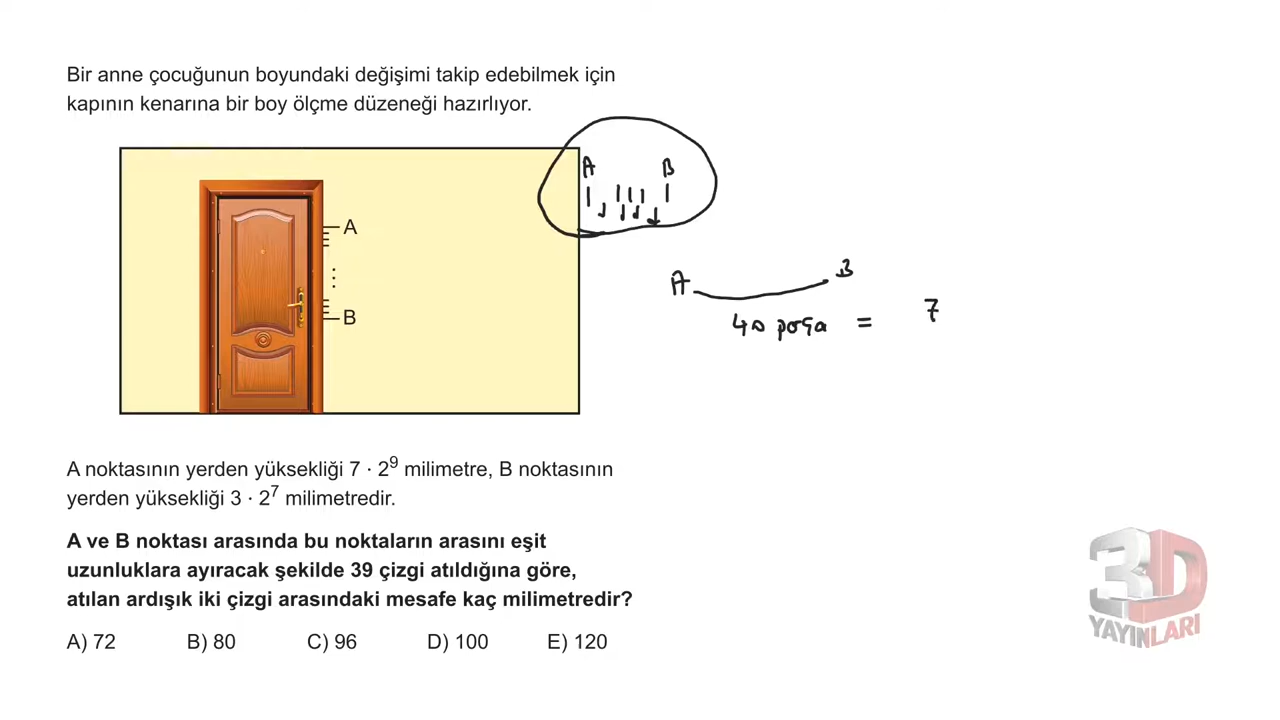 Bir anne çocuğunun boyundaki değişimi takip edebilmek için
kapının kenarına bir boy ölçme düzeneği hazırlıyor.
A B
A
B
A B
40 parça = 7
A noktasının yerden yüksekliği 7 · 2⁹ milimetre, B noktasının
yerden yüksekliği 3 · 2⁷ milimetredir.
A ve B noktası arasında bu noktaların arasını eşit
uzunluklara ayıracak şekilde 39 çizgi atıldığına göre,
atılan ardışık iki çizgi arasındaki mesafe kaç milimetredir?
A) 72 B) 80 C) 96 D) 100 E) 120
3D
YAYINLARI